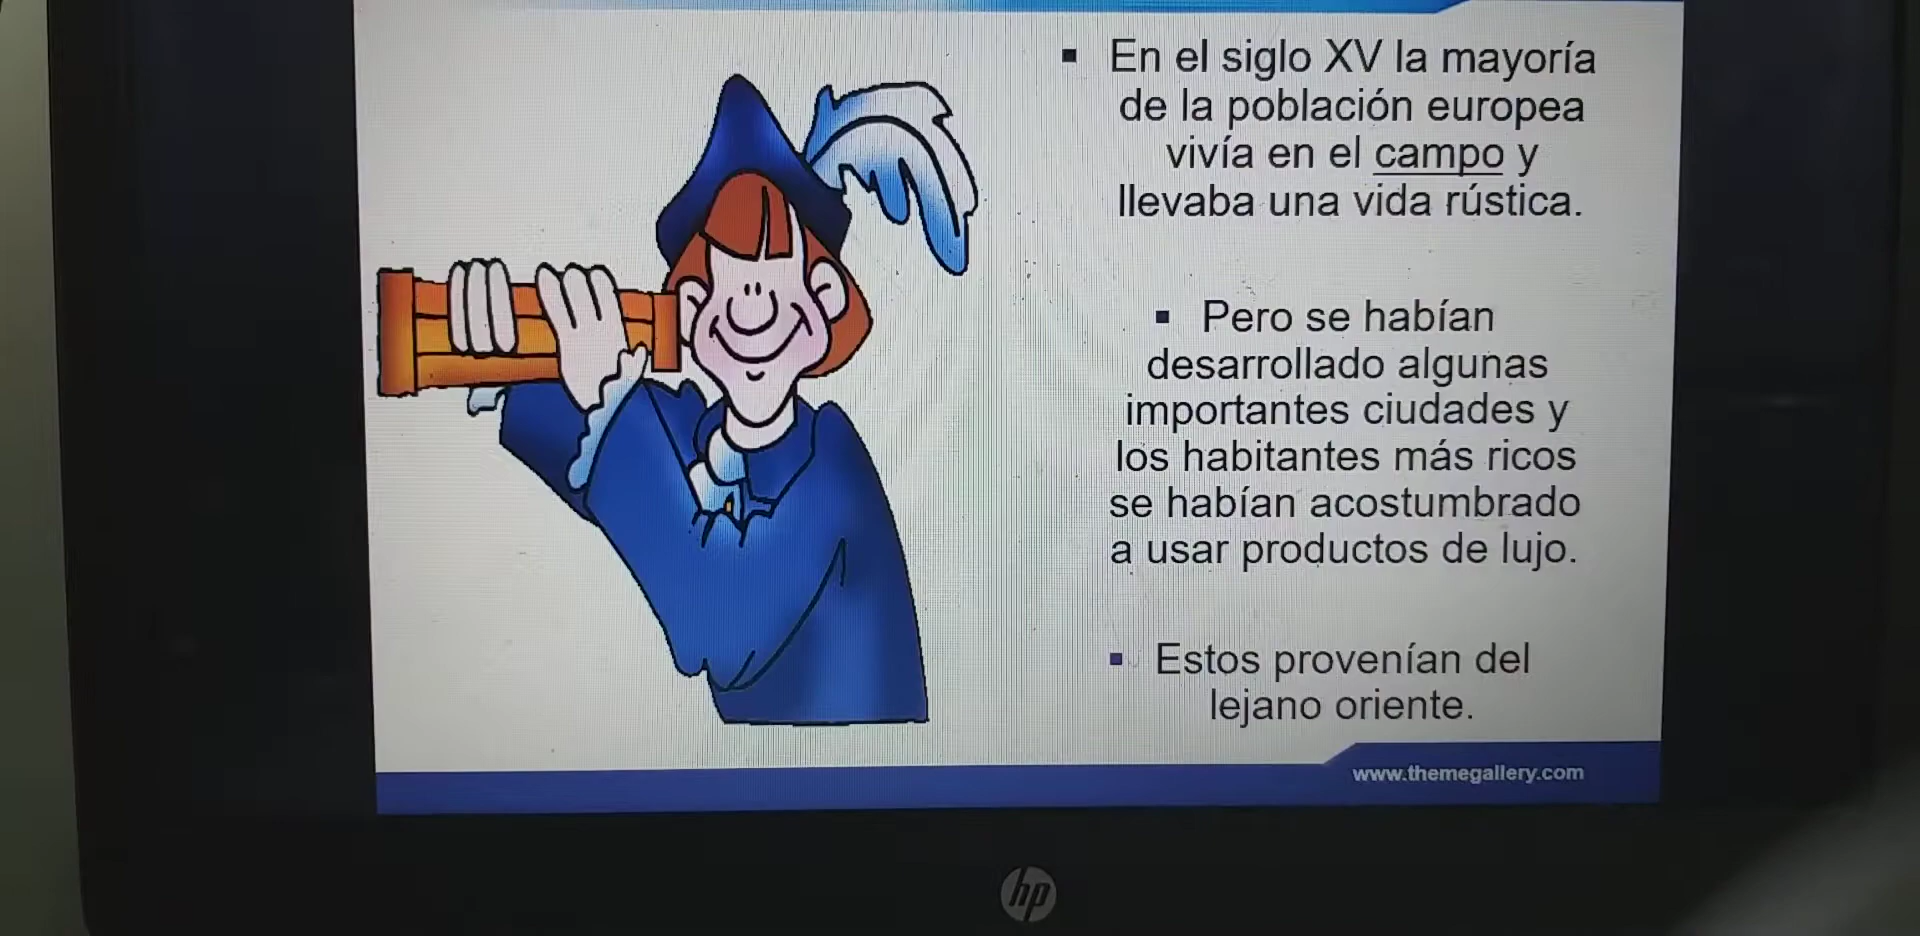 ▪ En el siglo XV la mayoría
de la población europea
vivía en el campo y
llevaba una vida rústica.
▪ Pero se habían
desarrollado algunas
importantes ciudades y
los habitantes más ricos
se habían acostumbrado
a usar productos de lujo.
▪ Estos provenían del
lejano oriente.
www.themegallery.com
hp